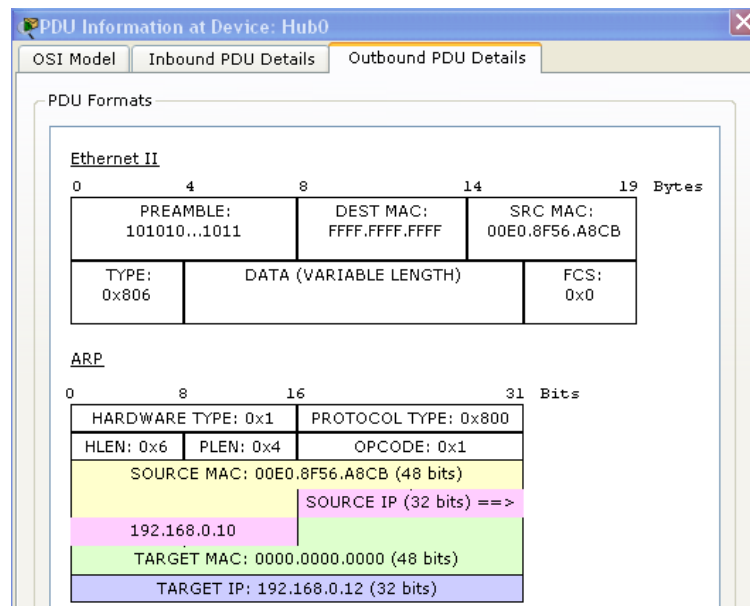 PDU Information at Device: Hub0
OSI Model Inbound PDU Details Outbound PDU Details
PDU Formats
Ethernet II
0 4 8 14 19 Bytes
PREAMBLE: DEST MAC: SRC MAC:
101010...1011 FFFF.FFFF.FFFF 00E0.8F56.A8CB
TYPE: DATA (VARIABLE LENGTH) FCS:
0x806 0x0
ARP
0 8 16 31 Bits
HARDWARE TYPE: 0x1 PROTOCOL TYPE: 0x800
HLEN: 0x6 PLEN: 0x4 OPCODE: 0x1
SOURCE MAC: 00E0.8F56.A8CB (48 bits)
SOURCE IP (32 bits) ==>
192.168.0.10
TARGET MAC: 0000.0000.0000 (48 bits)
TARGET IP: 192.168.0.12 (32 bits)